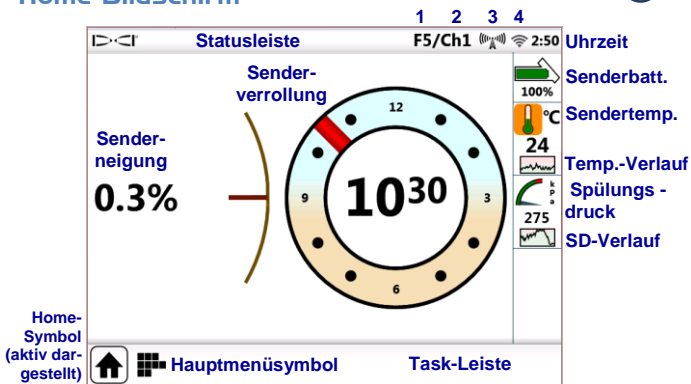 Home-Bildschirm
1 2 3 4
Statusleiste
F5/Ch1
2:50
Uhrzeit
Sender-
verrollung
Sender-
neigung
0.3%
12
3
6
9
10³⁰
100%
Senderbatt.
°C
24
Sendertemp.
Temp.-Verlauf
kPa
275
Spülungs -
druck
SD-Verlauf
Home-
Symbol
(aktiv dar-
gestellt)
Hauptmenüsymbol
Task-Leiste